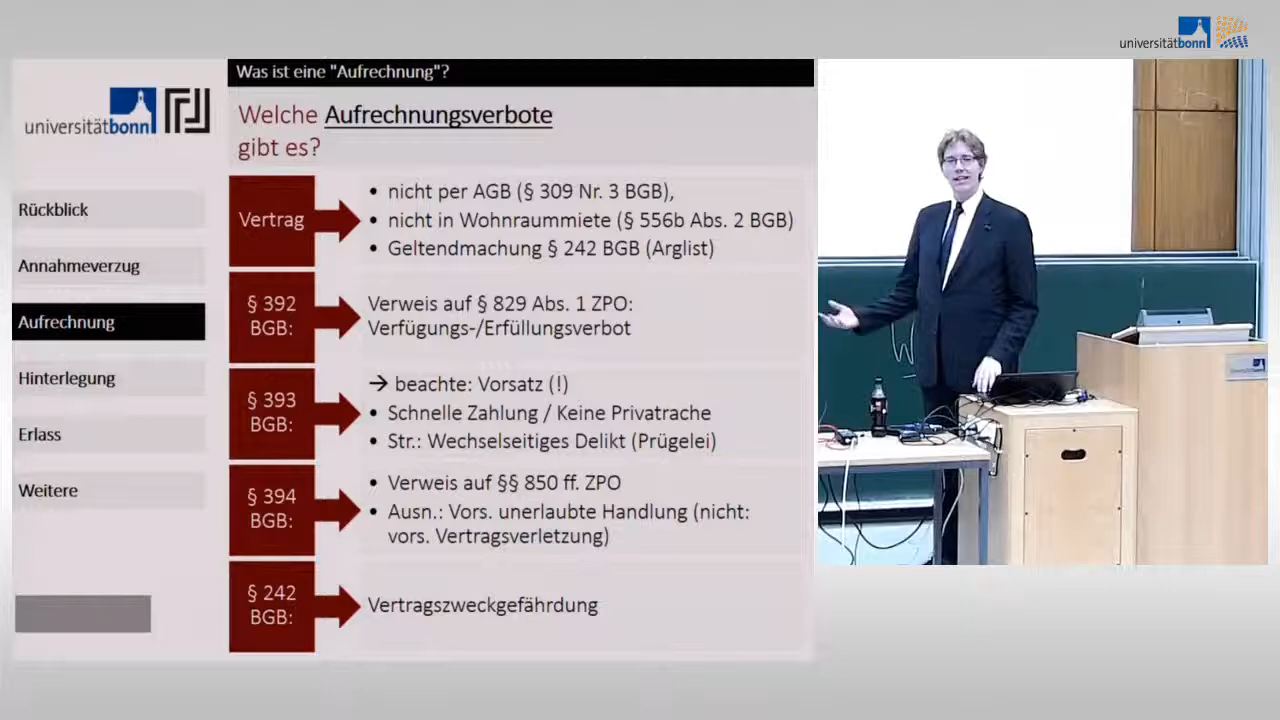 universitätbonn
Was ist eine "Aufrechnung"?
universitätbonn
Welche Aufrechnungsverbote
gibt es?
Rückblick
Annahmeverzug
Aufrechnung
Hinterlegung
Erlass
Weitere
Vertrag
• nicht per AGB (§ 309 Nr. 3 BGB),
• nicht in Wohnraummiete (§ 556b Abs. 2 BGB)
• Geltendmachung § 242 BGB (Arglist)
§ 392
BGB:
Verweis auf § 829 Abs. 1 ZPO:
Verfügungs-/Erfüllungsverbot
§ 393
BGB:
→ beachte: Vorsatz (!)
• Schnelle Zahlung / Keine Privatrache
• Str.: Wechselseitiges Delikt (Prügelei)
§ 394
BGB:
• Verweis auf §§ 850 ff. ZPO
• Ausn.: Vors. unerlaubte Handlung (nicht:
vors. Vertragsverletzung)
§ 242
BGB:
Vertragszweckgefährdung